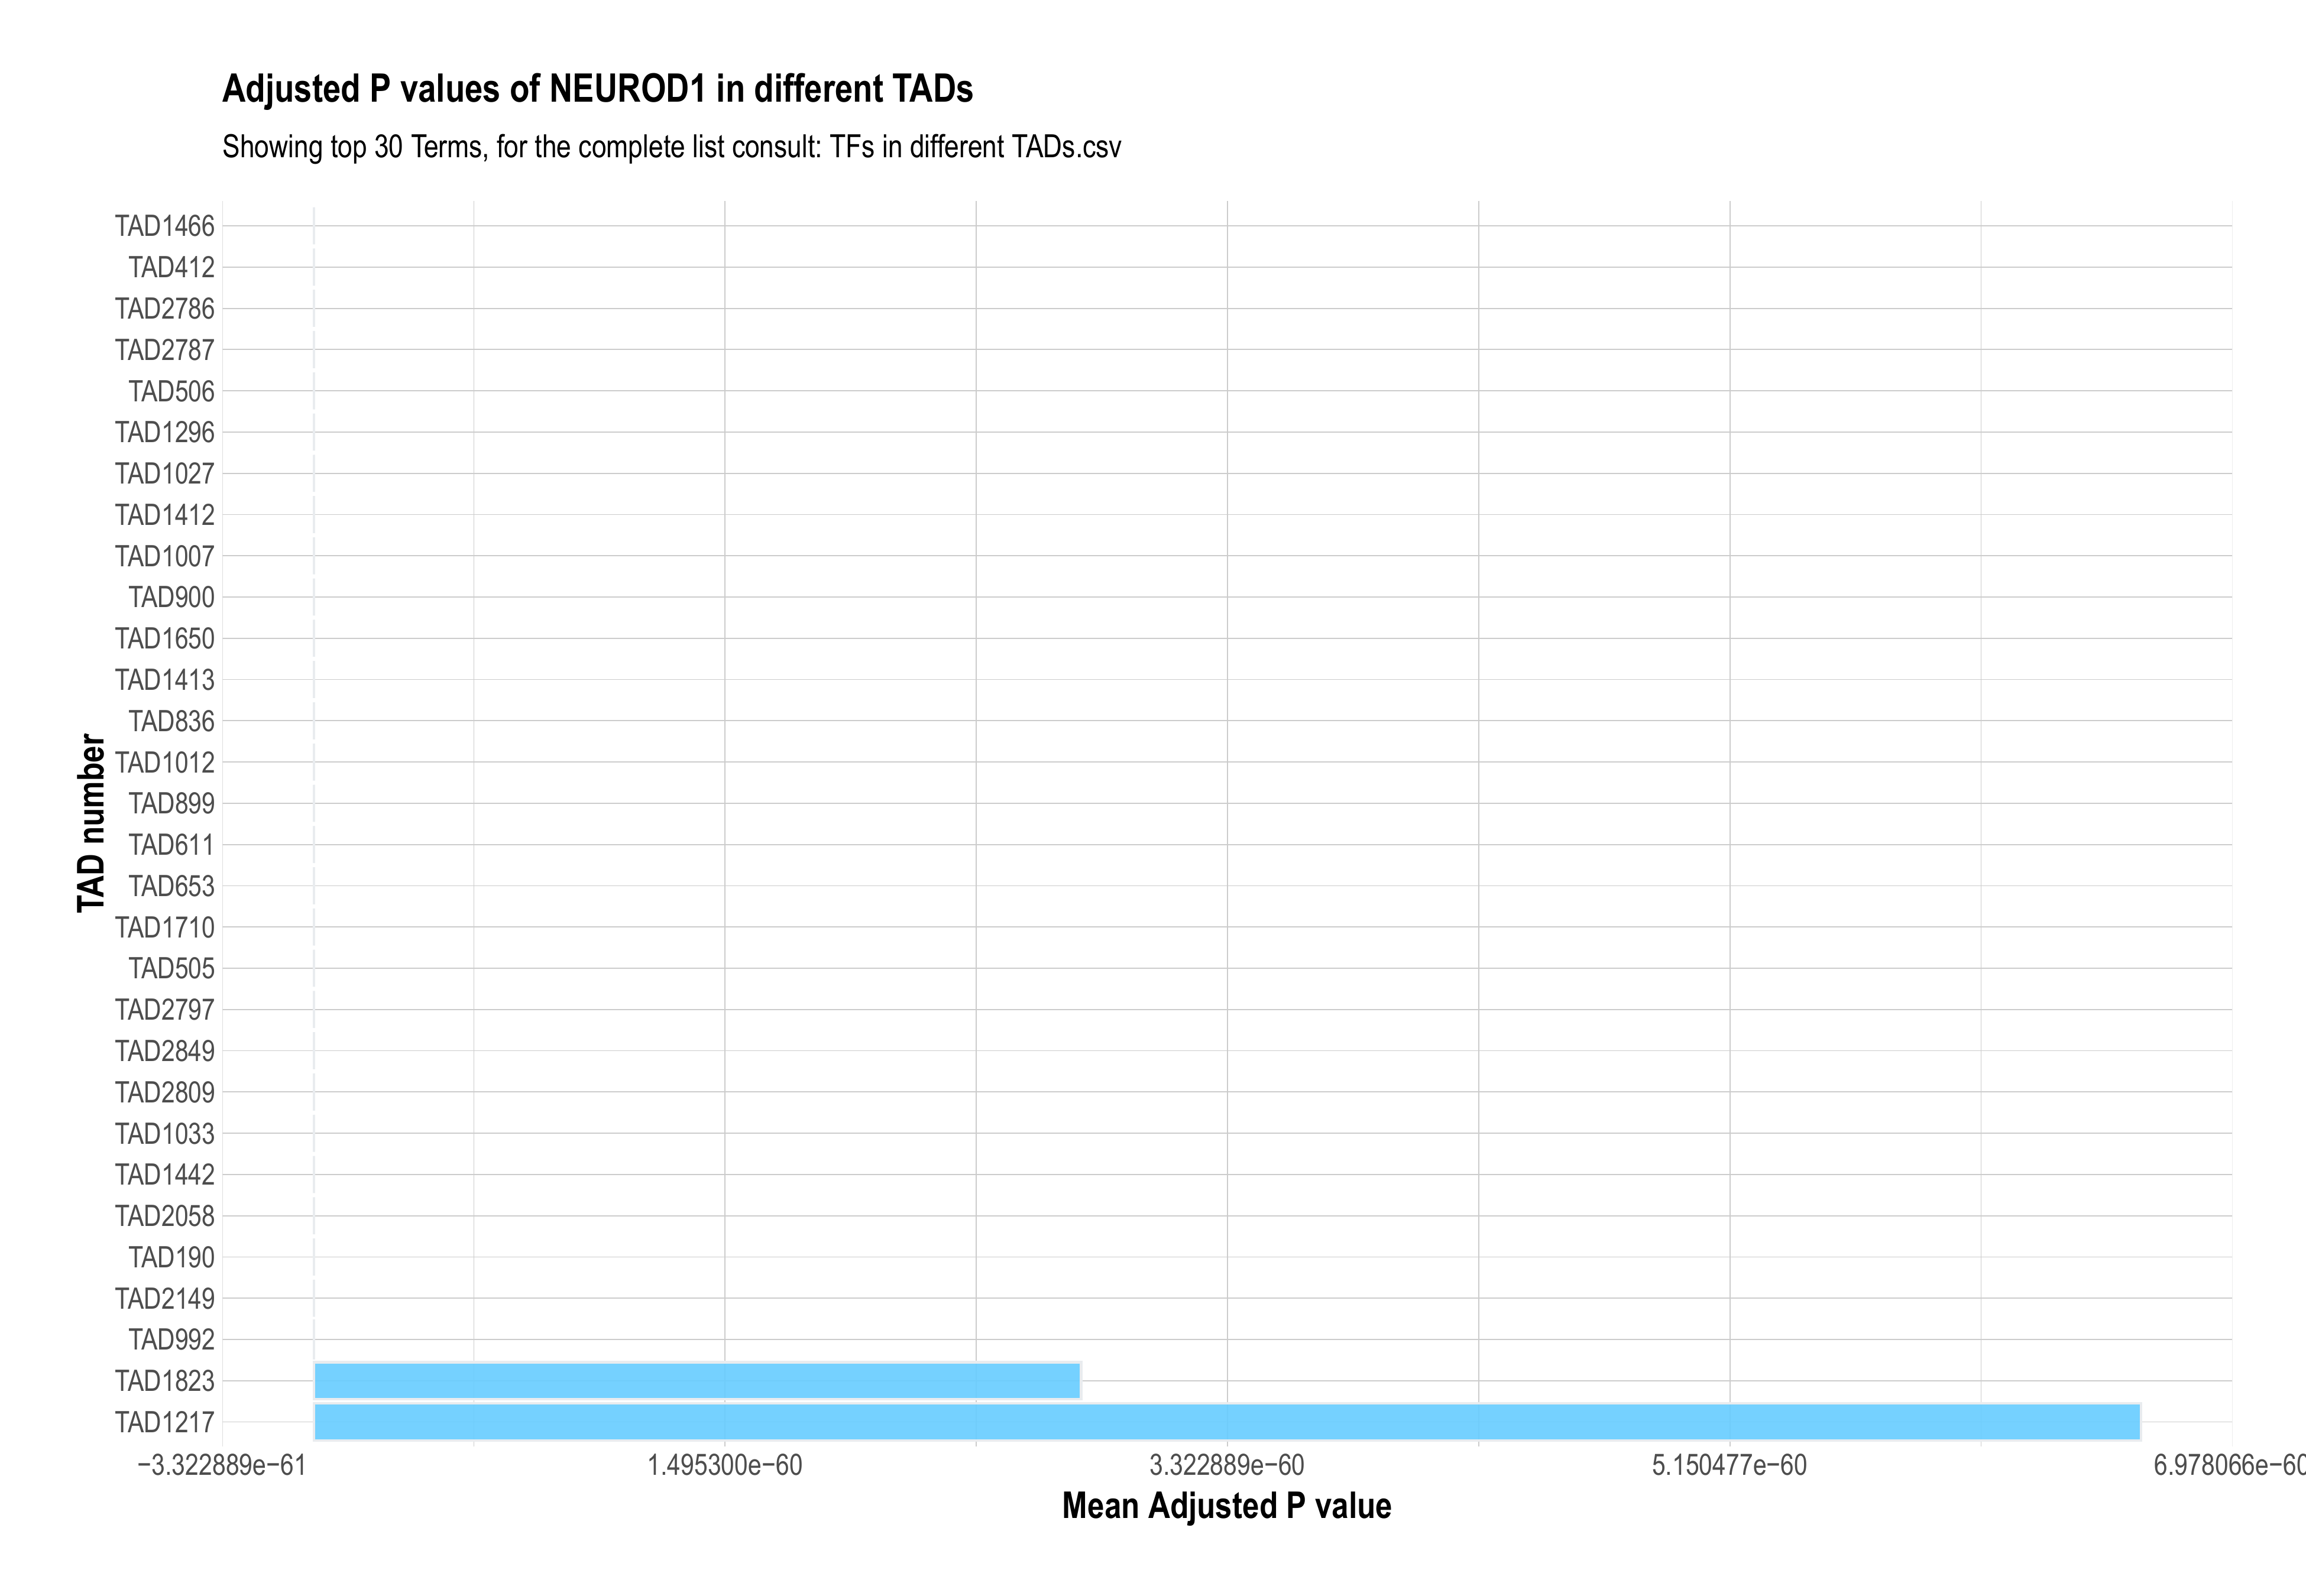 Adjusted P values of NEUROD1 in different TADs
Showing top 30 Terms, for the complete list consult: TFs in different TADs.csv
TAD number
TAD1466
TAD412
TAD2786
TAD2787
TAD506
TAD1296
TAD1027
TAD1412
TAD1007
TAD900
TAD1650
TAD1413
TAD836
TAD1012
TAD899
TAD611
TAD653
TAD1710
TAD505
TAD2797
TAD2849
TAD2809
TAD1033
TAD1442
TAD2058
TAD190
TAD2149
TAD992
TAD1823
TAD1217
−3.322889e−61 1.495300e−60 3.322889e−60 5.150477e−60 6.978066e−60
Mean Adjusted P value